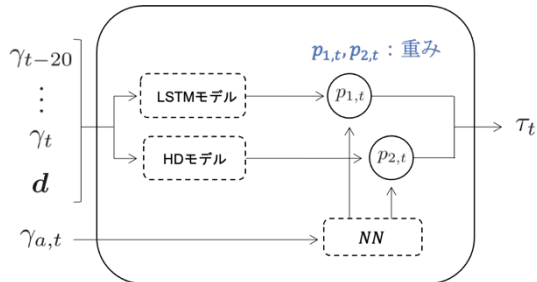 p₁,t, p₂,t：重み
γt−20
⋮
γt
d
γa,t
LSTMモデル
HDモデル
p₁,t
p₂,t
NN
τt